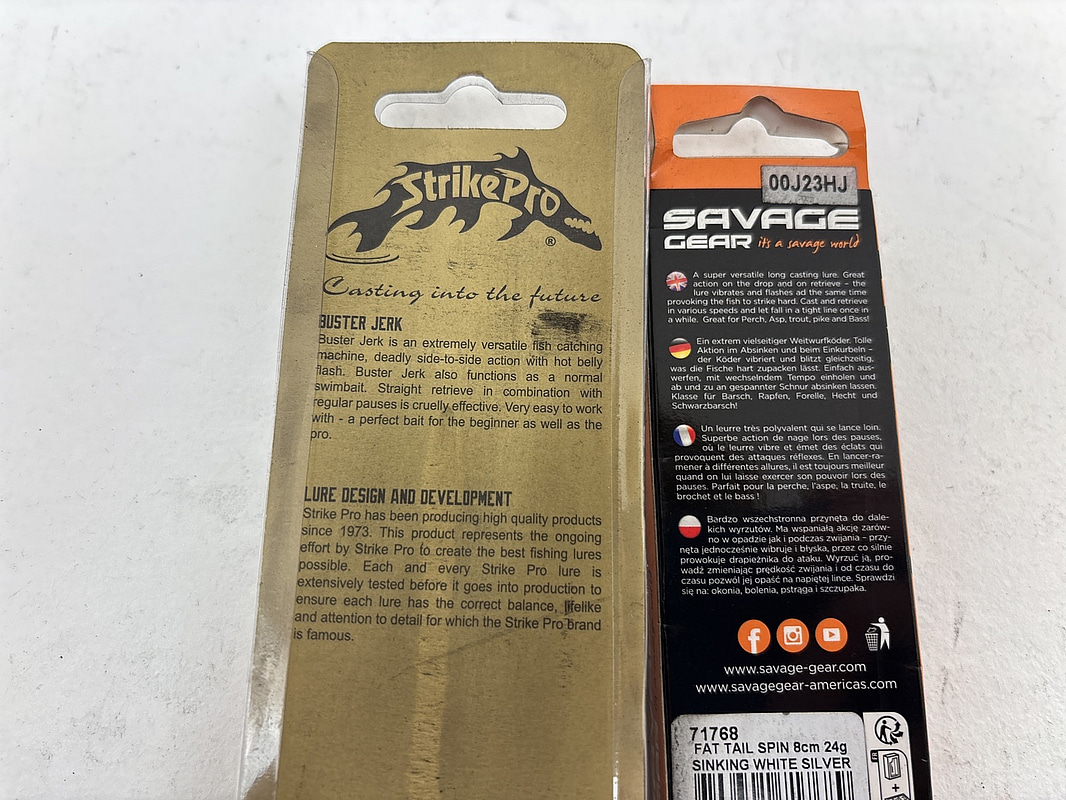 StrikePro
®
Casting into the future
BUSTER JERK
Buster Jerk is an extremely versatile fish catching
machine, deadly side-to-side action with hot belly
flash. Buster Jerk also functions as a normal
swimbait. Straight retrieve in combination with
regular pauses is cruelly effective. Very easy to work
with - a perfect bait for the beginner as well as the
pro.
LURE DESIGN AND DEVELOPMENT
Strike Pro has been producing high quality products
since 1973. This product represents the ongoing
effort by Strike Pro to create the best fishing lures
possible. Each and every Strike Pro lure is
extensively tested before it goes into production to
ensure each lure has the correct balance, lifelike
and attention to detail for which the Strike Pro brand
is famous.
00J23HJ
SAVAGE
GEAR it's a savage world
A super versatile long casting lure. Great
action on the drop and on retrieve – the
lure vibrates and flashes ad the same time
provoking the fish to strike hard. Cast and retrieve
in various speeds and let fall in a tight line once in
a while. Great for Perch, Asp, trout, pike and Bass!
Ein extrem vielseitiger Weitwurfköder. Tolle
Aktion im Absinken und beim Einkurbeln –
der Köder vibriert und blitzt gleichzeitig,
was die Fische hart zupacken lässt. Einfach aus-
werfen, mit wechselndem Tempo einholen und
ab und zu an gespannter Schnur absinken lassen.
Klasse für Barsch, Rapfen, Forelle, Hecht und
Schwarzbarsch!
Un leurre très polyvalent qui se lance loin.
Superbe action de nage lors des pauses,
où le leurre vibre et émet des éclats qui
provoquent des attaques réflexes. En lancer-ra-
mener à différentes allures, il est toujours meilleur
quand on lui laisse exercer son pouvoir lors des
pauses. Parfait pour la perche, l'aspe, la truite, le
brochet et le bass !
Bardzo wszechstronna przynęta do dale-
kich wyrzutów. Ma wspaniałą akcję zarów-
no w opadzie jak i podczas zwijania – przy-
nęta jednocześnie wibruje i błyska, przez co silnie
prowokuje drapieżnika do ataku. Wyrzuć ją, pro-
wadź zmieniając prędkość zwijania i od czasu do
czasu pozwól jej opaść na napiętej lince. Sprawdzi
się na: okonia, bolenia, pstrąga i szczupaka.
www.savage-gear.com
www.savagegear-americas.com
71768
FAT TAIL SPIN 8cm 24g
SINKING WHITE SILVER
FR
+